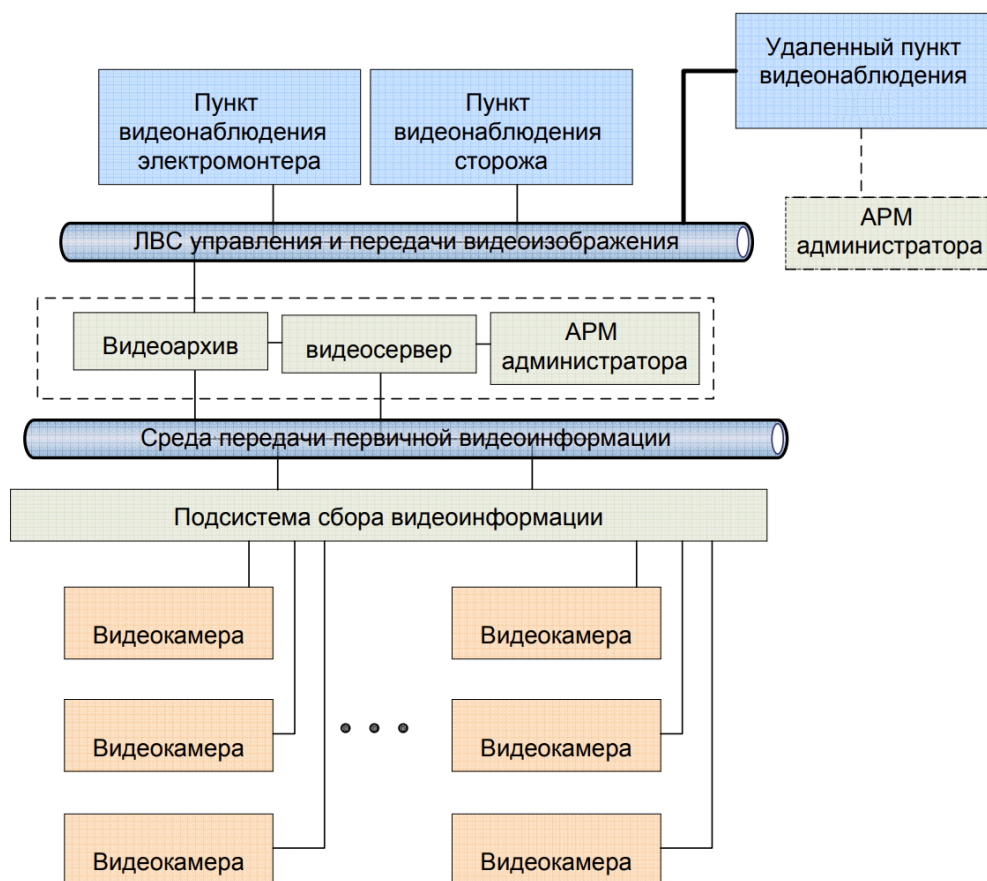 Удаленный пункт
видеонаблюдения
Пункт
видеонаблюдения
электромонтера
Пункт
видеонаблюдения
сторожа
АРМ
администратора
ЛВС управления и передачи видеоизображения
Видеоархив
видеосервер
АРМ
администратора
Среда передачи первичной видеоинформации
Подсистема сбора видеоинформации
Видеокамера
Видеокамера
Видеокамера
Видеокамера
Видеокамера
Видеокамера